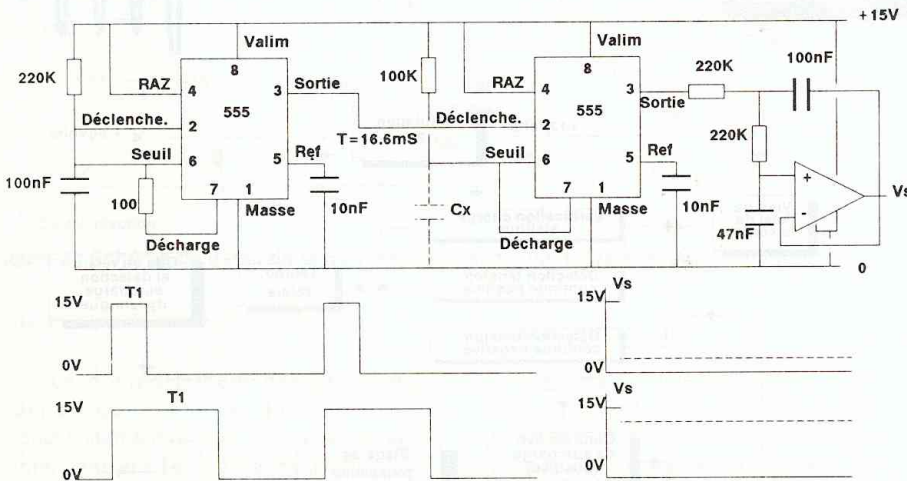 +15V
Valim
Valim
220K
RAZ
8
4
3
Sortie
555
2
Déclenche.
T=16.6mS
6
5
Seuil
Ref
7
1
100nF
100
Masse
10nF
Décharge
100K
RAZ
8
4
3
Sortie
555
2
Déclenche.
6
5
Seuil
Ref
7
1
Cx
Masse
10nF
Décharge
220K
100nF
220K
+
-
Vs
47nF
0
15V
T1
0V
Vs
15V
0V
15V
T1
0V
Vs
15V
0V